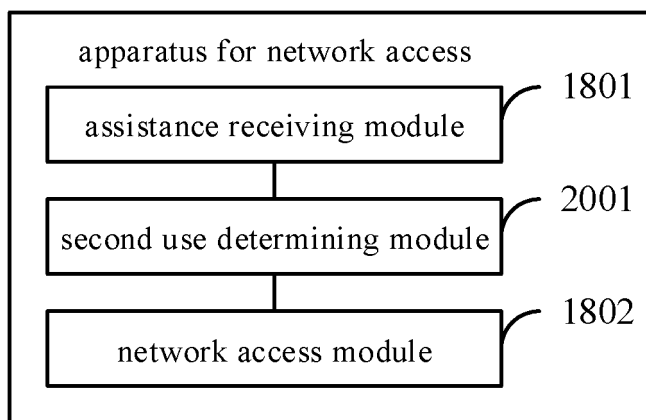 apparatus for network access
assistance receiving module
1801
second use determining module
2001
network access module
1802